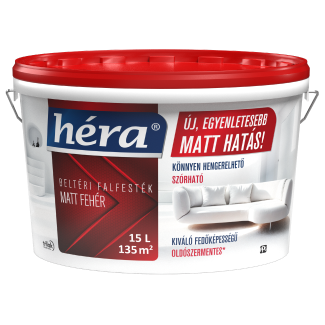 héra®
BELTÉRI FALFESTÉK
MATT FEHÉR
15 L
135 m²
ÚJ, EGYENLETESEBB
MATT HATÁS!
KÖNNYEN HENGERELHETŐ
SZÓRHATÓ
KIVÁLÓ FEDŐKÉPESSÉGŰ
OLDÓSZERMENTES*